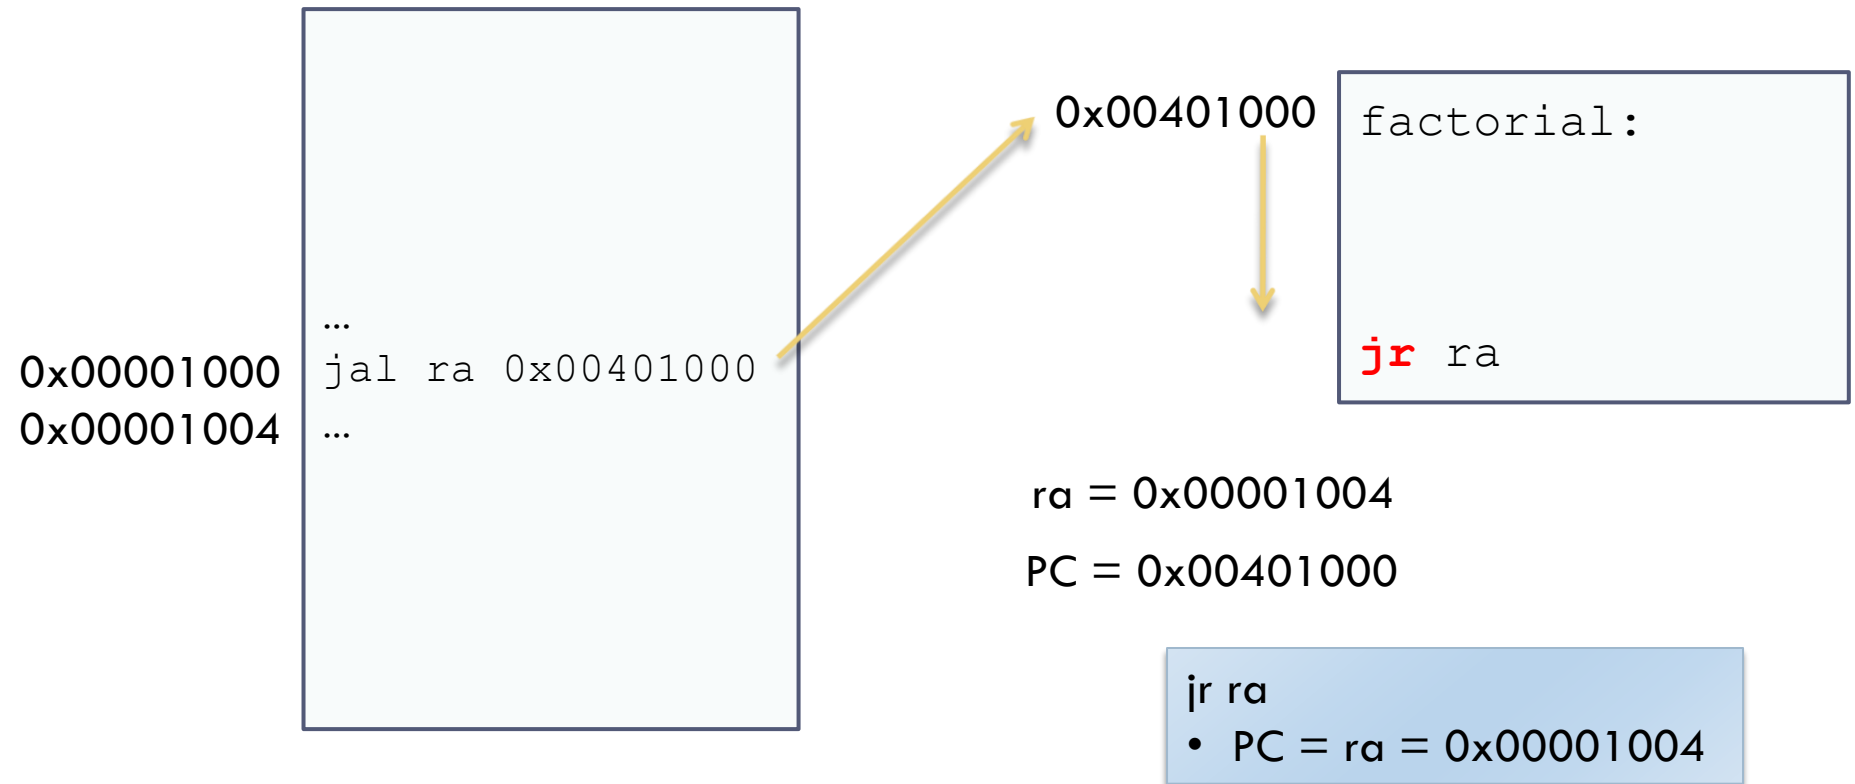 …
0x00001000 jal ra 0x00401000
0x00001004 …
0x00401000 factorial:
jr ra
ra = 0x00001004
PC = 0x00401000
jr ra
• PC = ra = 0x00001004